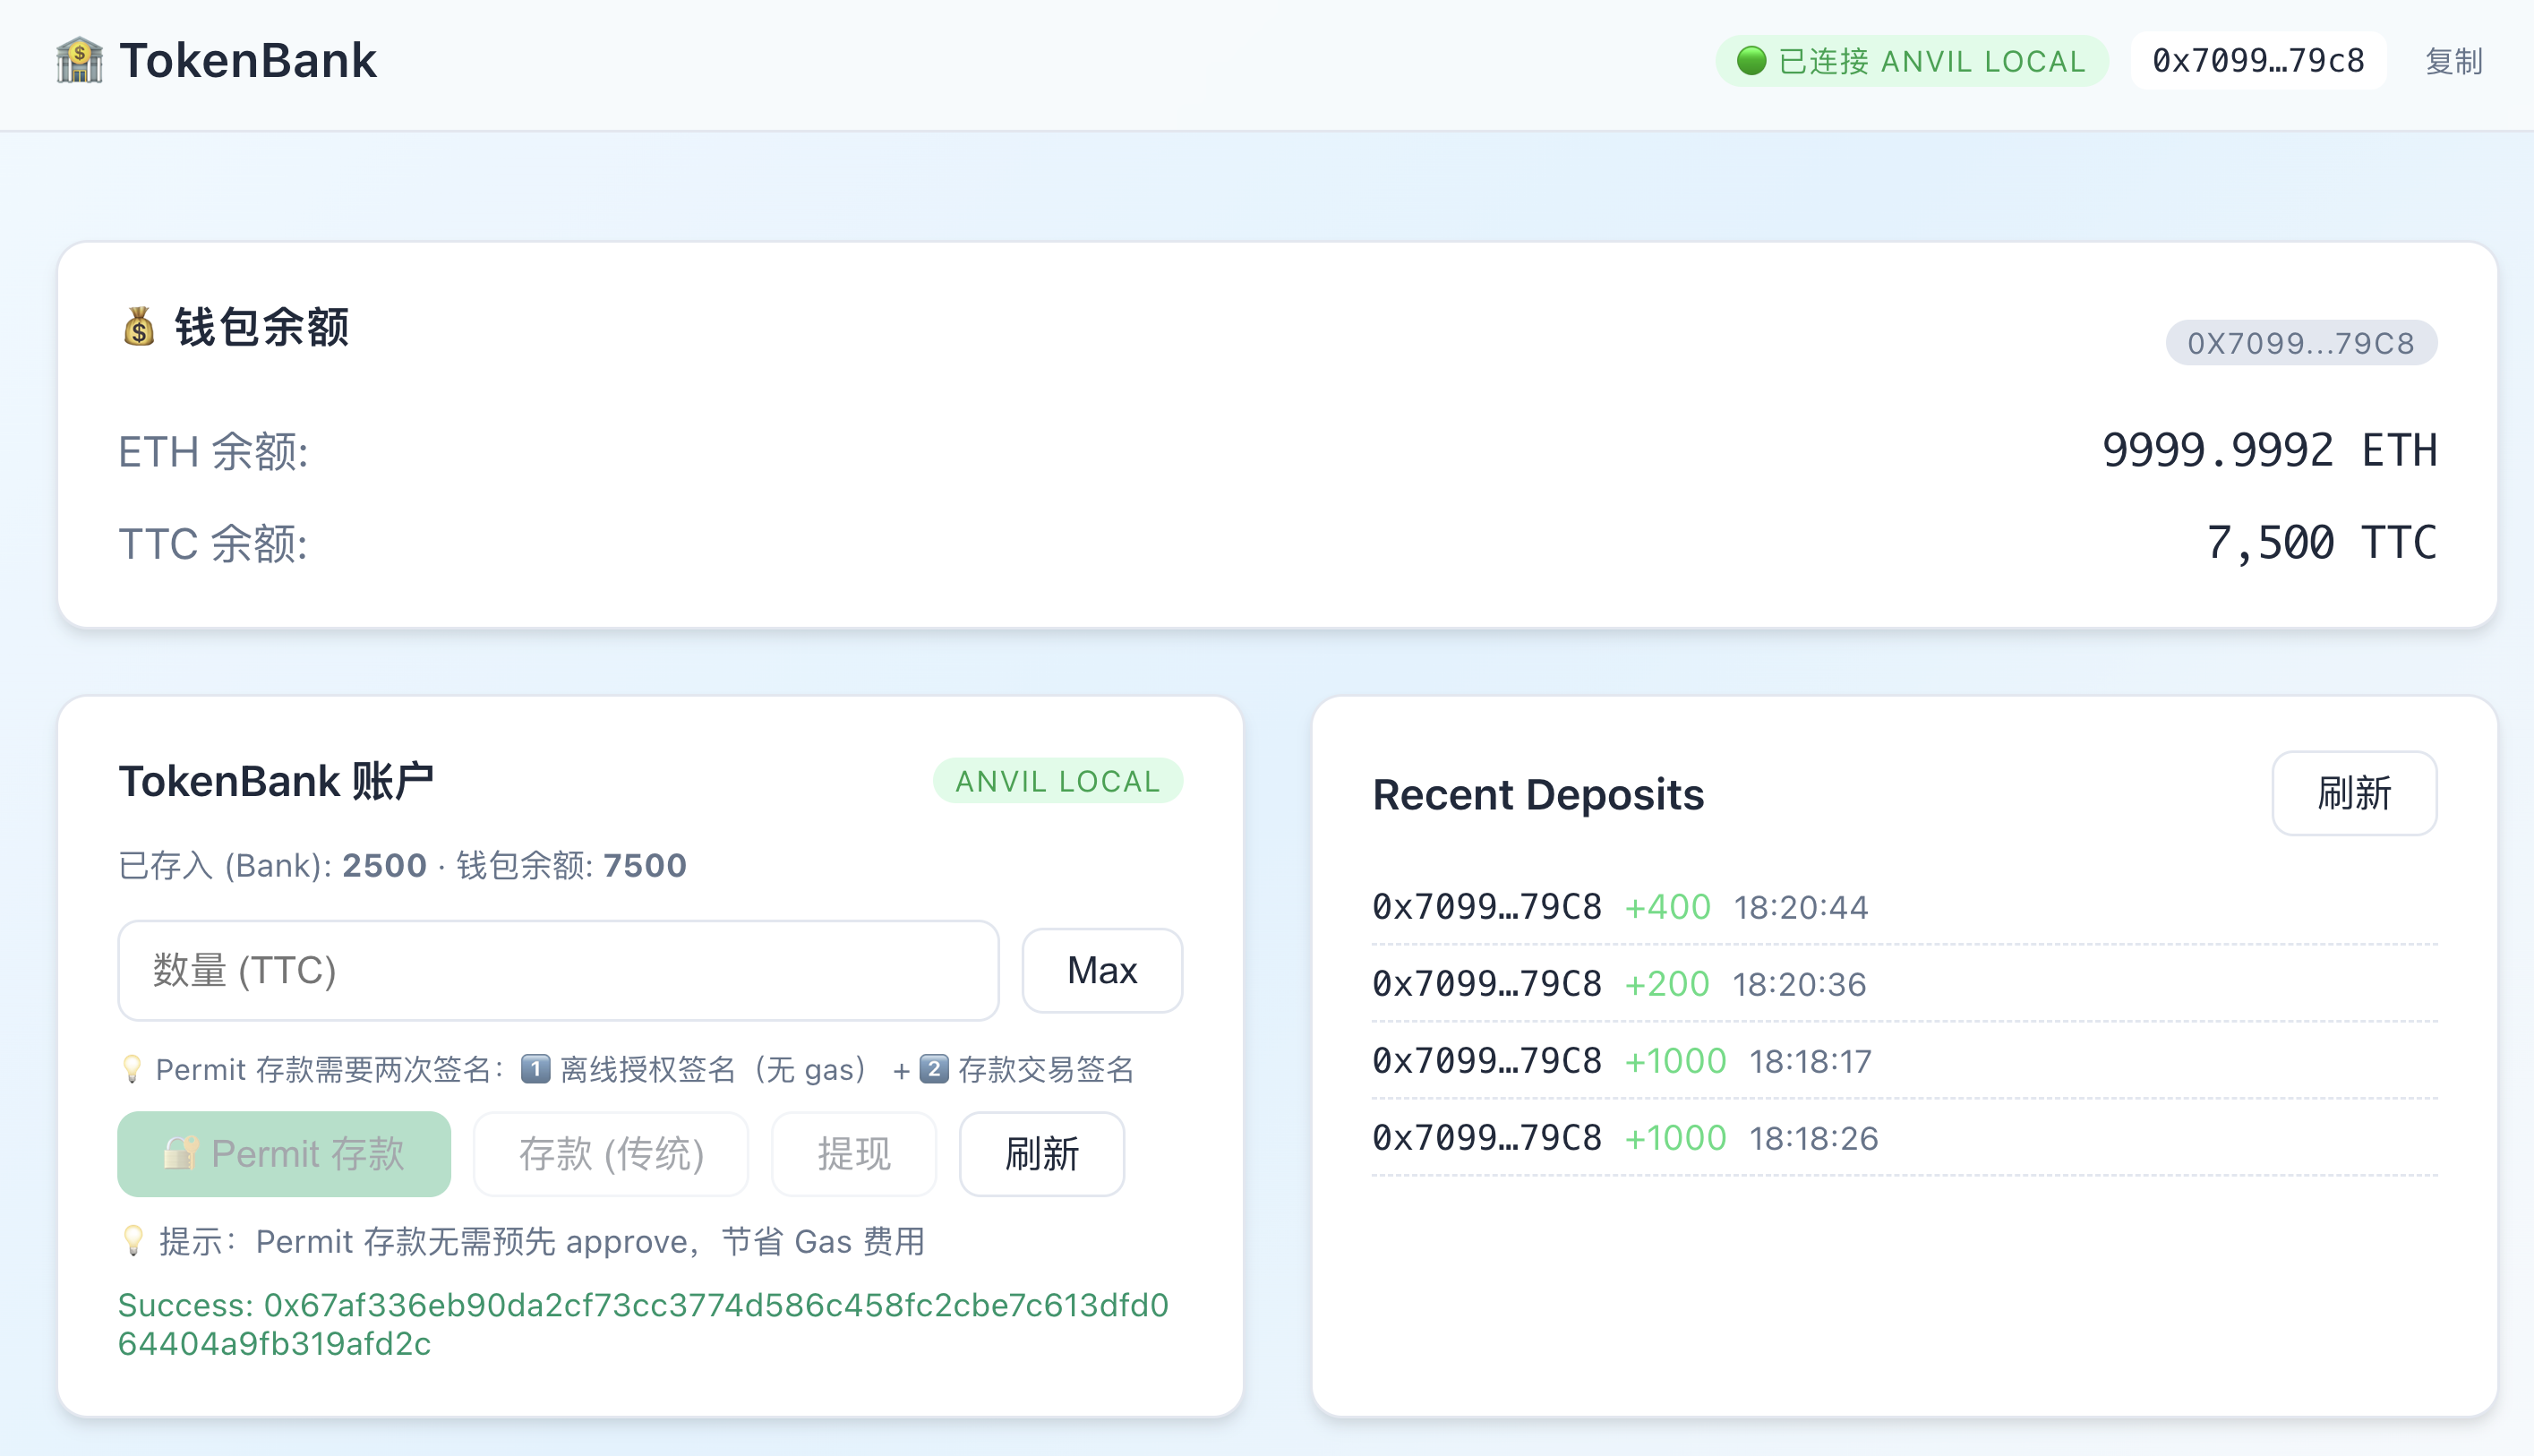 TokenBank
已连接 ANVIL LOCAL
0x7099…79c8
复制
钱包余额
0X7099...79C8
ETH 余额:
9999.9992 ETH
TTC 余额:
7,500 TTC
TokenBank 账户
ANVIL LOCAL
已存入 (Bank): 2500 · 钱包余额: 7500
数量 (TTC)
Max
💡 Permit 存款需要两次签名：1️⃣ 离线授权签名（无 gas） + 2️⃣ 存款交易签名
🔐 Permit 存款
存款 (传统)
提现
刷新
💡 提示：Permit 存款无需预先 approve，节省 Gas 费用
Success: 0x67af336eb90da2cf73cc3774d586c458fc2cbe7c613dfd0
64404a9fb319afd2c
Recent Deposits
刷新
0x7099…79C8 +400 18:20:44
0x7099…79C8 +200 18:20:36
0x7099…79C8 +1000 18:18:17
0x7099…79C8 +1000 18:18:26